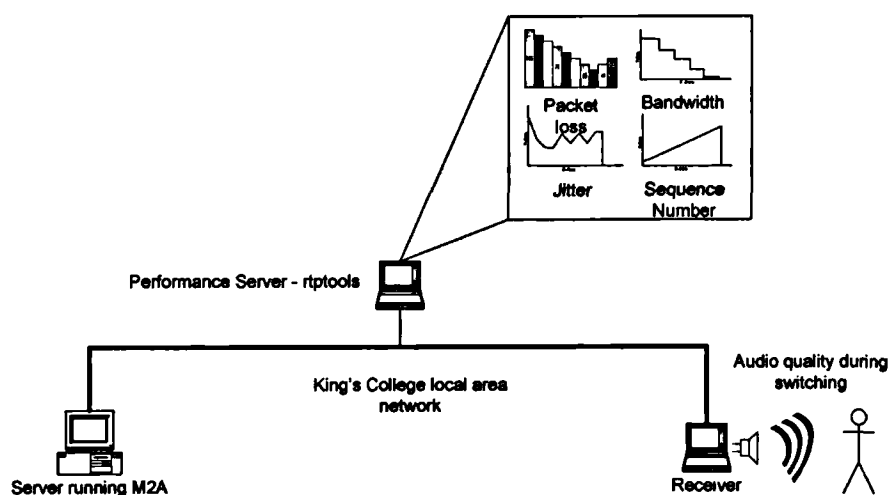 Packet
loss
Bandwidth
Jitter
Sequence
Number
Performance Server - rtptools
King's College local area
network
Audio quality during
switching
Server running M2A
Receiver